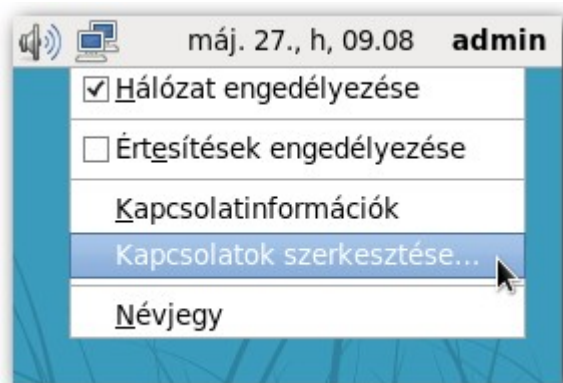 máj. 27., h, 09.08 admin
Hálózat engedélyezése
Értesítések engedélyezése
Kapcsolatinformációk
Kapcsolatok szerkesztése...
Névjegy